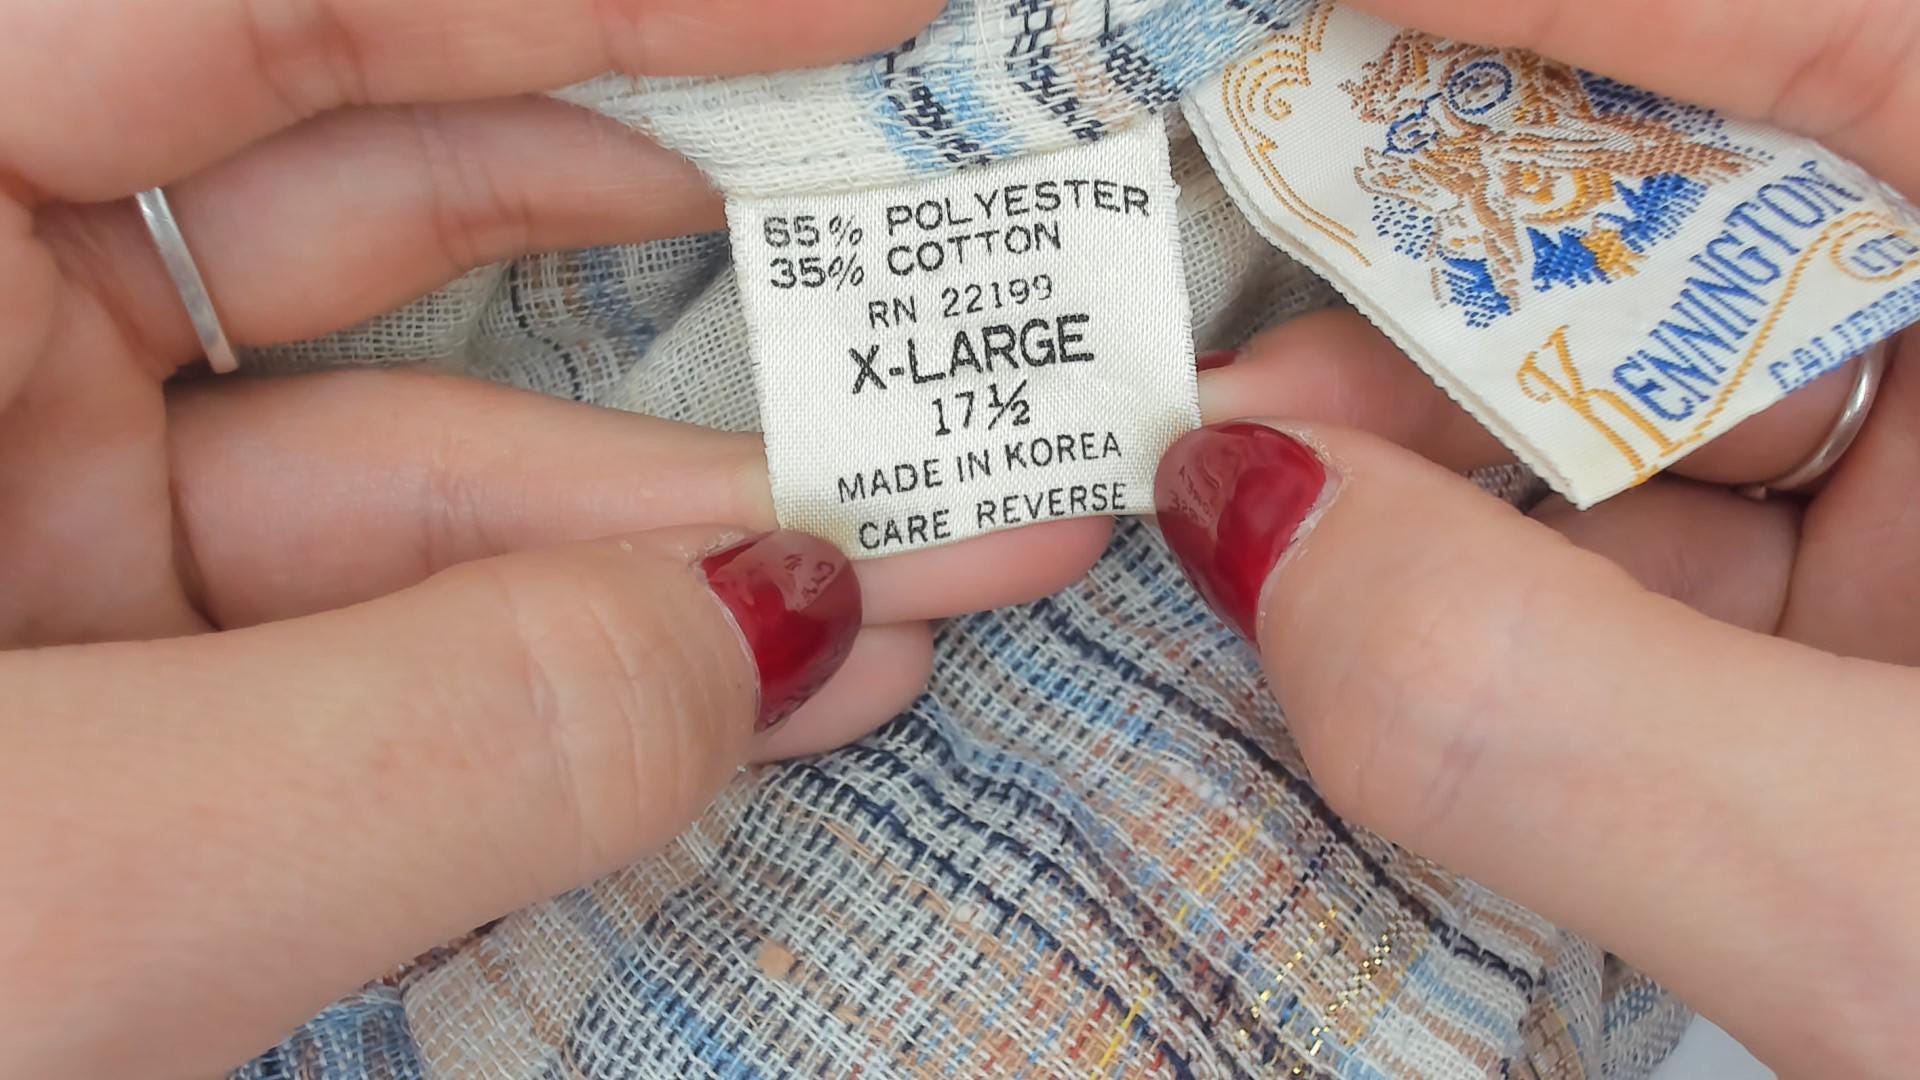 65% POLYESTER
35% COTTON
RN 22199
X-LARGE
17½
MADE IN KOREA
CARE REVERSE
KENNINGTON